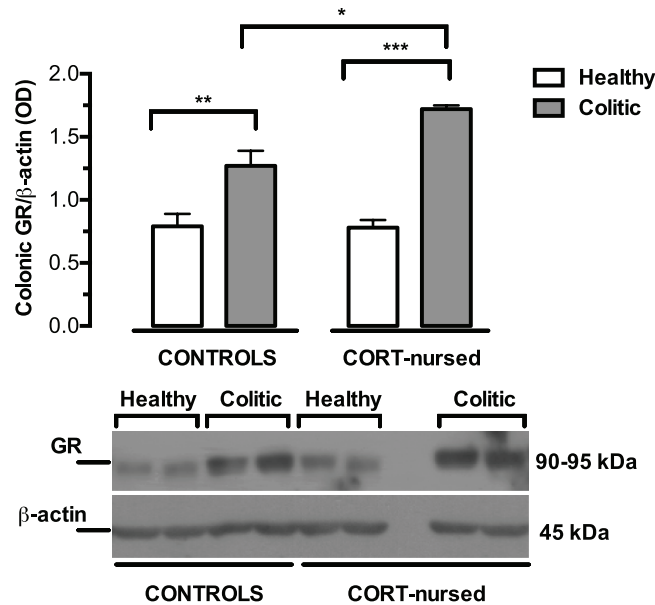 *
***
**
Healthy
Colitic
Colonic GR/β-actin (OD)
2.0
1.5
1.0
0.5
0.0
CONTROLS CORT-nursed
Healthy Colitic Healthy Colitic
GR 90-95 kDa
β-actin 45 kDa
CONTROLS CORT-nursed